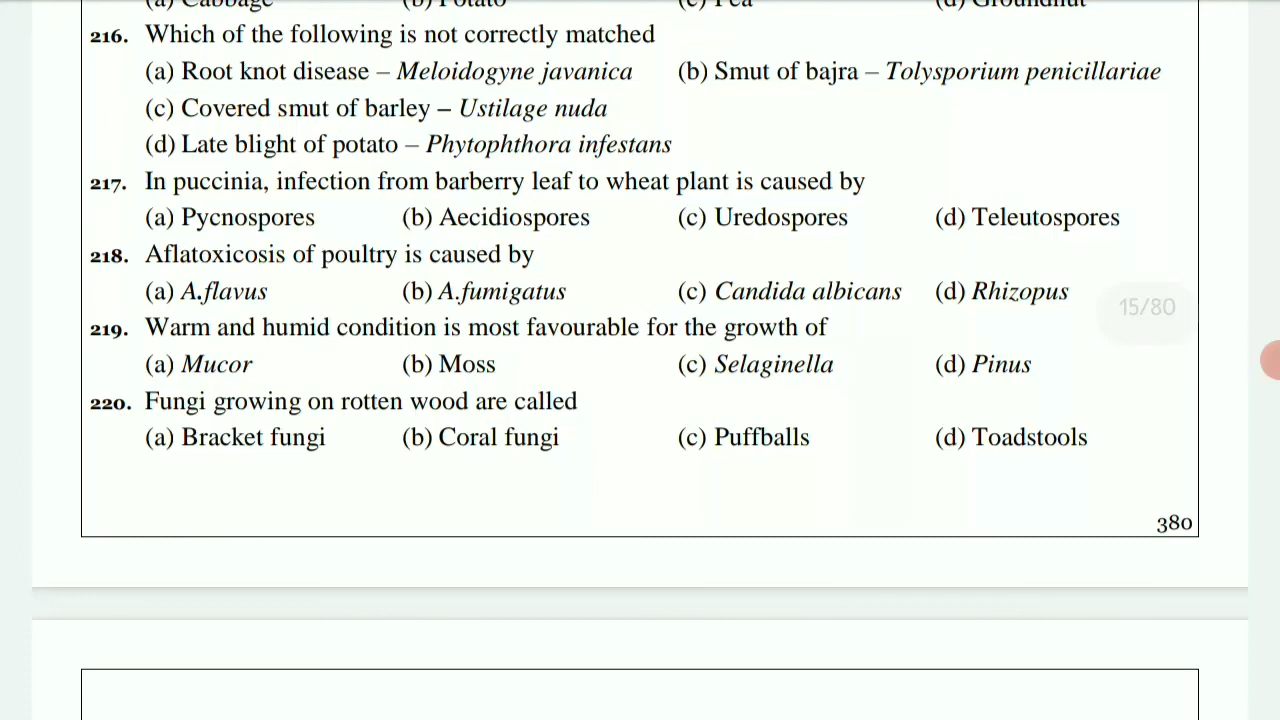 (a) Cabbage (b) Potato (c) Pea (d) Groundnut
216. Which of the following is not correctly matched
(a) Root knot disease – Meloidogyne javanica (b) Smut of bajra – Tolysporium penicillariae
(c) Covered smut of barley – Ustilage nuda
(d) Late blight of potato – Phytophthora infestans
217. In puccinia, infection from barberry leaf to wheat plant is caused by
(a) Pycnospores (b) Aecidiospores (c) Uredospores (d) Teleutospores
218. Aflatoxicosis of poultry is caused by
(a) A.flavus (b) A.fumigatus (c) Candida albicans (d) Rhizopus
15/80
219. Warm and humid condition is most favourable for the growth of
(a) Mucor (b) Moss (c) Selaginella (d) Pinus
220. Fungi growing on rotten wood are called
(a) Bracket fungi (b) Coral fungi (c) Puffballs (d) Toadstools
380